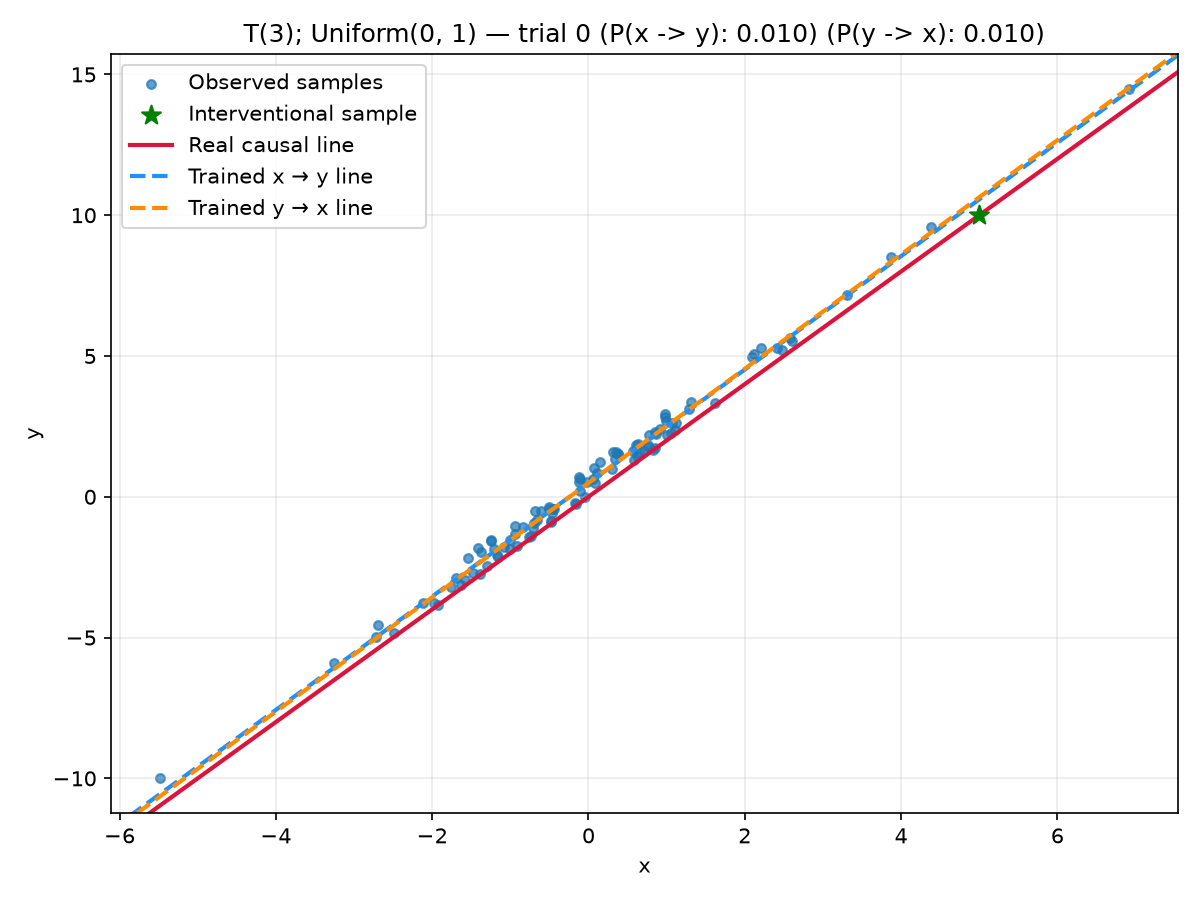 T(3); Uniform(0, 1) — trial 0 (P(x -> y): 0.010) (P(y -> x): 0.010)
Observed samples
Interventional sample
Real causal line
Trained x → y line
Trained y → x line
15
10
5
0
−5
−10
y
−6
−4
−2
0
2
4
6
x